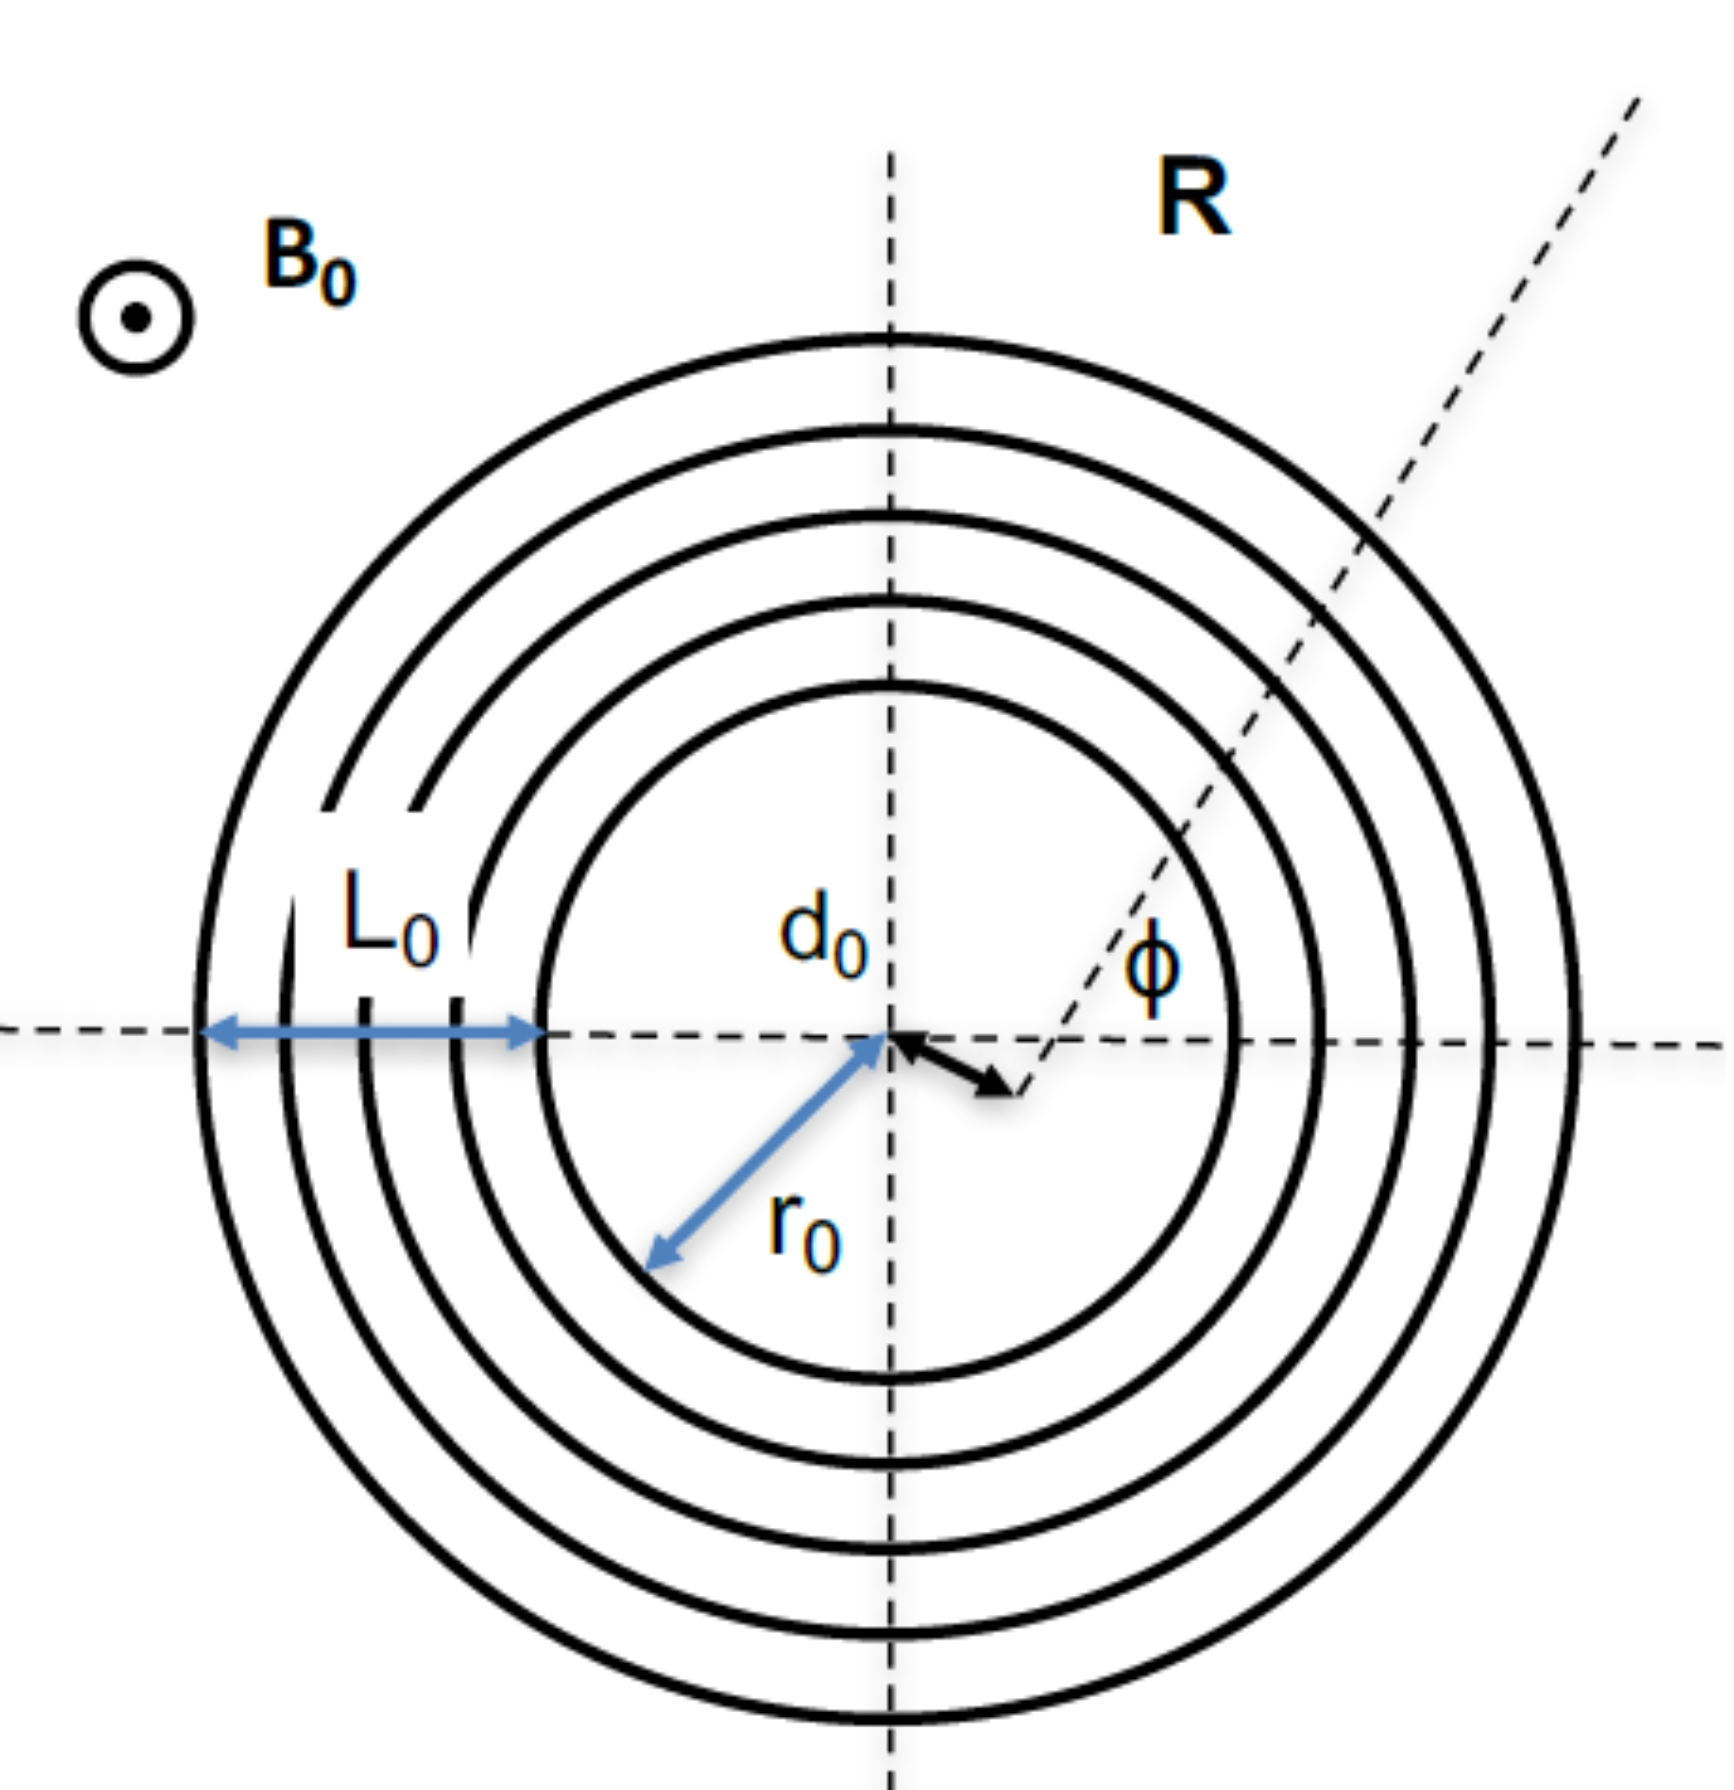 R
B₀
L₀
d₀
ϕ
r₀